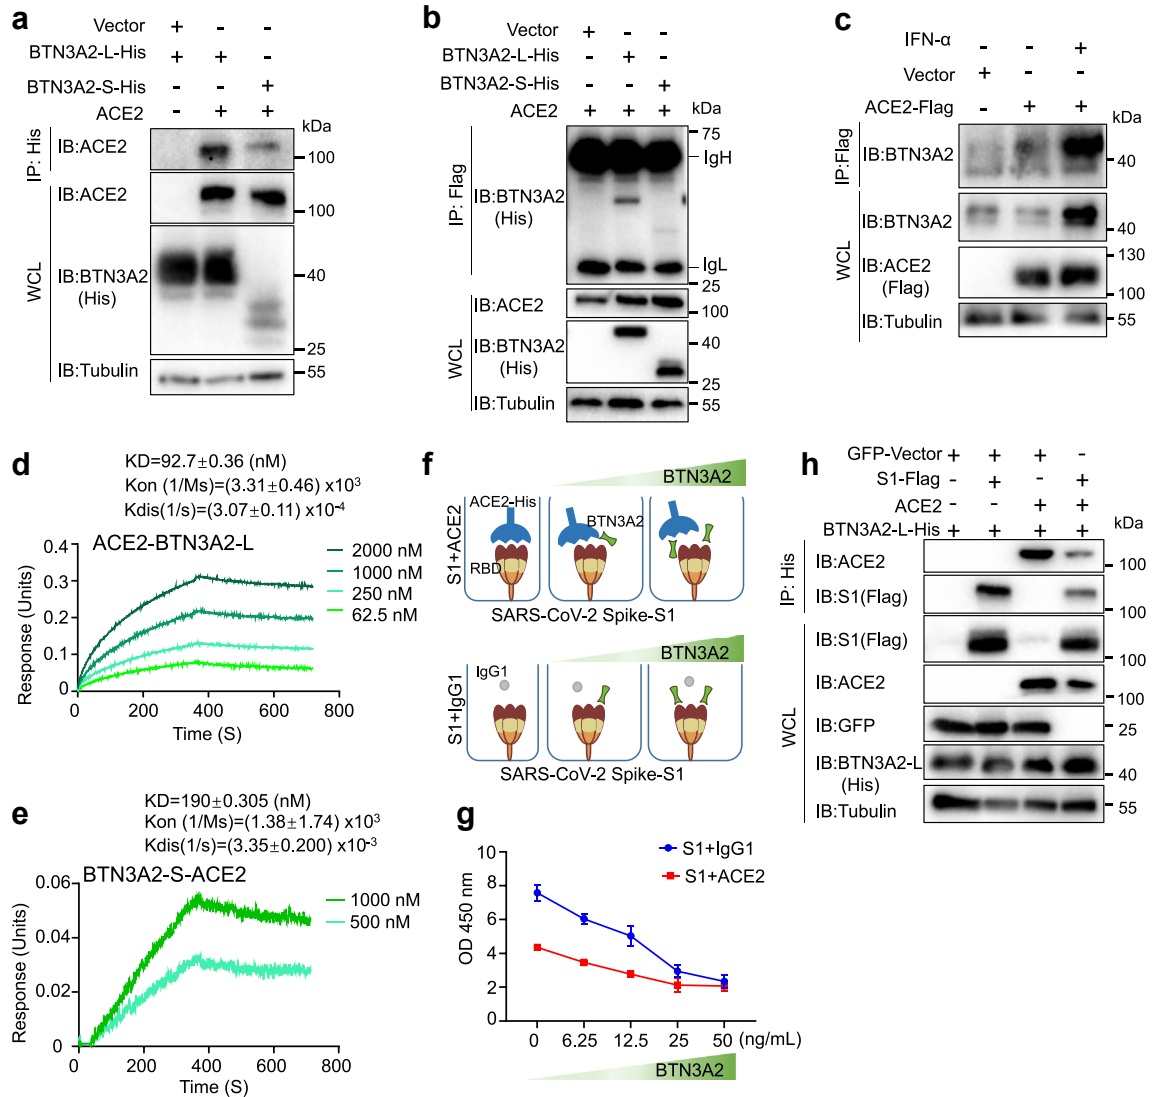 a
Vector + - -
BTN3A2-L-His + + -
BTN3A2-S-His - - +
ACE2 - + +
kDa
IP: His
IB:ACE2
100
WCL
IB:ACE2
100
IB:BTN3A2
(His)
40
25
IB:Tubulin
55
b
Vector + - -
BTN3A2-L-His - + -
BTN3A2-S-His - - +
ACE2 + + +
kDa
IP: Flag
75
IgH
IB:BTN3A2
(His)
IgL
25
WCL
IB:ACE2
100
IB:BTN3A2
(His)
40
25
IB:Tubulin
55
c
IFN-α - - +
Vector + - -
ACE2-Flag - + +
kDa
IP:Flag
IB:BTN3A2
40
WCL
IB:BTN3A2
40
IB:ACE2
(Flag)
130
100
IB:Tubulin
55
d
KD=92.7±0.36 (nM)
Kon (1/Ms)=(3.31±0.46) x10³
Kdis(1/s)=(3.07±0.11) x10⁻⁴
ACE2-BTN3A2-L
2000 nM
1000 nM
250 nM
62.5 nM
Response (Units)
0.4
0.3
0.2
0.1
0
0 200 400 600 800
Time (S)
e
KD=190±0.305 (nM)
Kon (1/Ms)=(1.38±1.74) x10³
Kdis(1/s)=(3.35±0.200) x10⁻³
BTN3A2-S-ACE2
1000 nM
500 nM
Response (Units)
0.06
0.04
0.02
0
0 200 400 600 800
Time (S)
f
BTN3A2
S1+ACE2
ACE2-His
BTN3A2
RBD
SARS-CoV-2 Spike-S1
BTN3A2
S1+IgG1
IgG1
SARS-CoV-2 Spike-S1
g
S1+IgG1
S1+ACE2
OD 450 nm
10
8
6
4
2
0
0 6.25 12.5 25 50 (ng/mL)
BTN3A2
h
GFP-Vector + + + -
S1-Flag - + - +
ACE2 - - + +
BTN3A2-L-His + + + +
kDa
IP: His
IB:ACE2
100
IB:S1(Flag)
100
WCL
IB:S1(Flag)
100
IB:ACE2
100
IB:GFP
25
IB:BTN3A2-L
(His)
40
IB:Tubulin
55